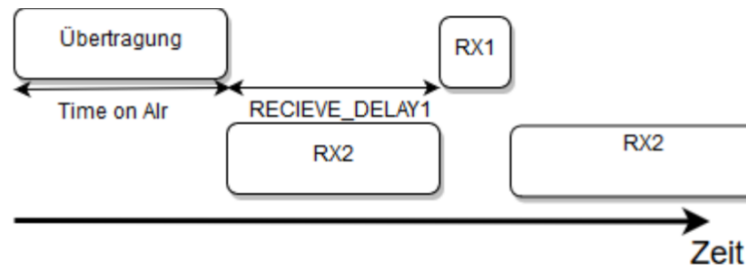 Übertragung
RX1
Time on AIr
RECIEVE_DELAY1
RX2
RX2
Zeit